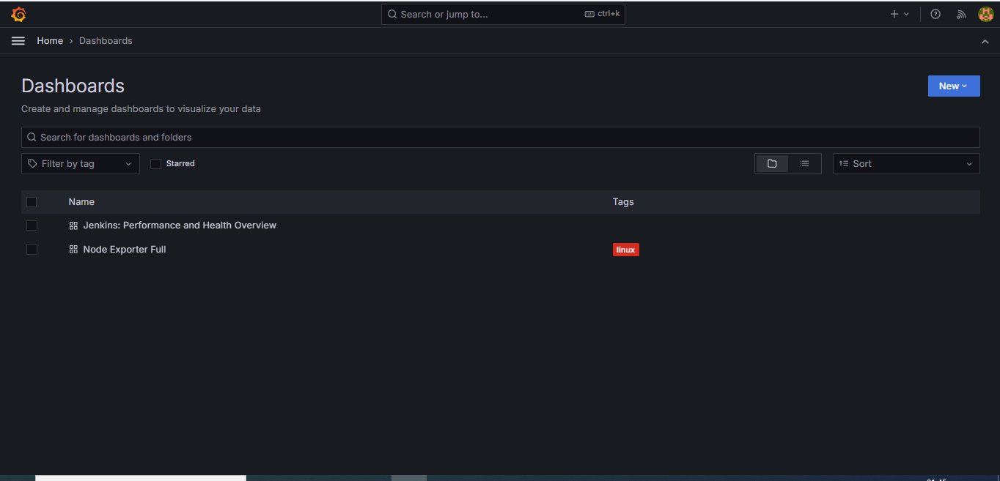 Search or jump to... ctrl+k
Home › Dashboards
Dashboards
New
Create and manage dashboards to visualize your data
Search for dashboards and folders
Filter by tag Starred Sort
Name Tags
Jenkins: Performance and Health Overview
Node Exporter Full linux